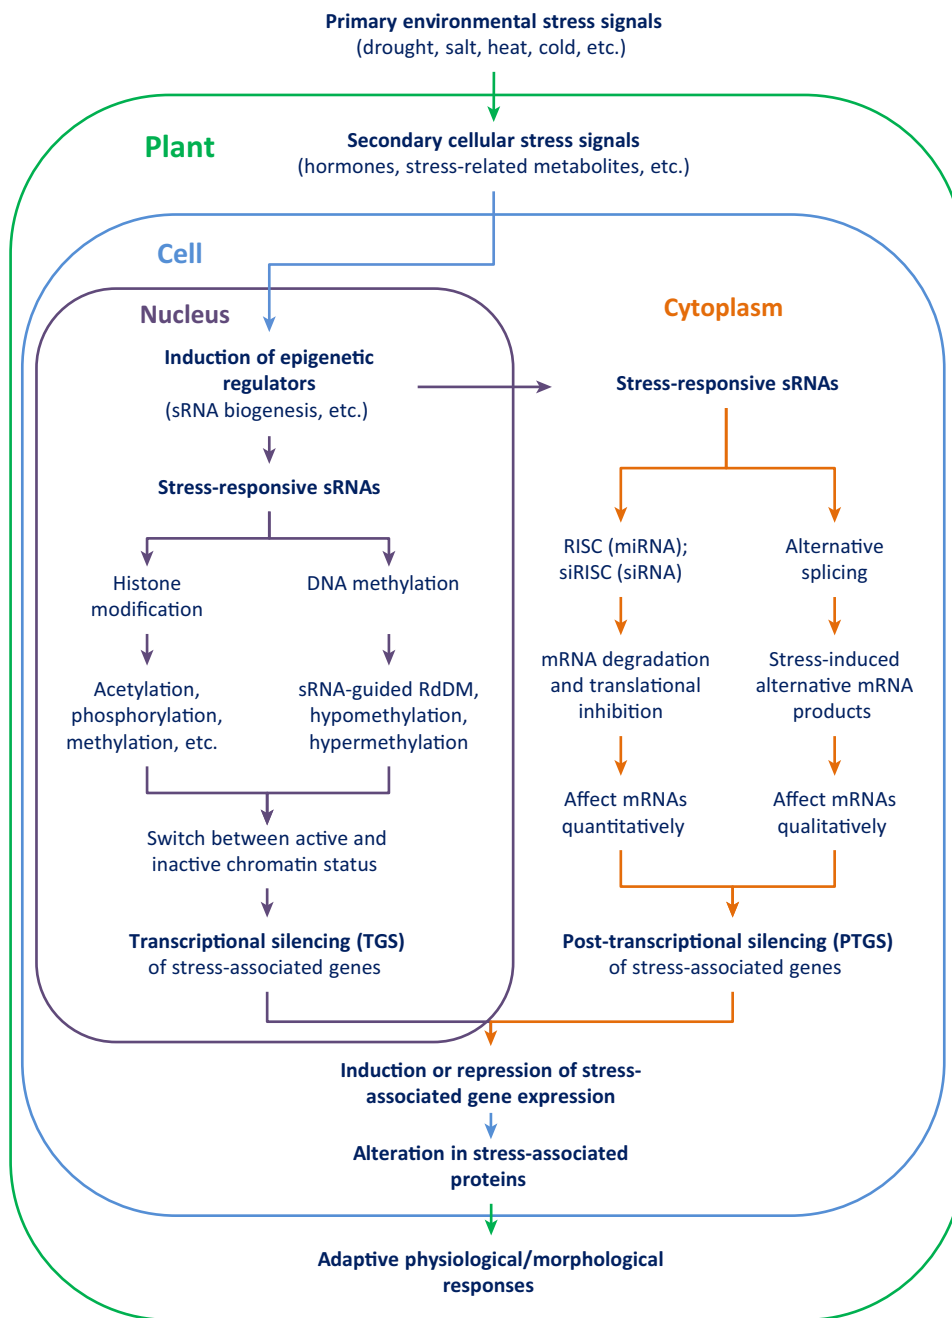 Primary environmental stress signals
(drought, salt, heat, cold, etc.)
Plant
Secondary cellular stress signals
(hormones, stress-related metabolites, etc.)
Cell
Nucleus
Induction of epigenetic
regulators
(sRNA biogenesis, etc.)
Stress-responsive sRNAs
Histone
modification
DNA methylation
Acetylation,
phosphorylation,
methylation, etc.
sRNA-guided RdDM,
hypomethylation,
hypermethylation
Switch between active and
inactive chromatin status
Transcriptional silencing (TGS)
of stress-associated genes
Cytoplasm
Stress-responsive sRNAs
RISC (miRNA);
siRISC (siRNA)
Alternative
splicing
mRNA degradation
and translational
inhibition
Stress-induced
alternative mRNA
products
Affect mRNAs
quantitatively
Affect mRNAs
qualitatively
Post-transcriptional silencing (PTGS)
of stress-associated genes
Induction or repression of stress-
associated gene expression
Alteration in stress-associated
proteins
Adaptive physiological/morphological
responses